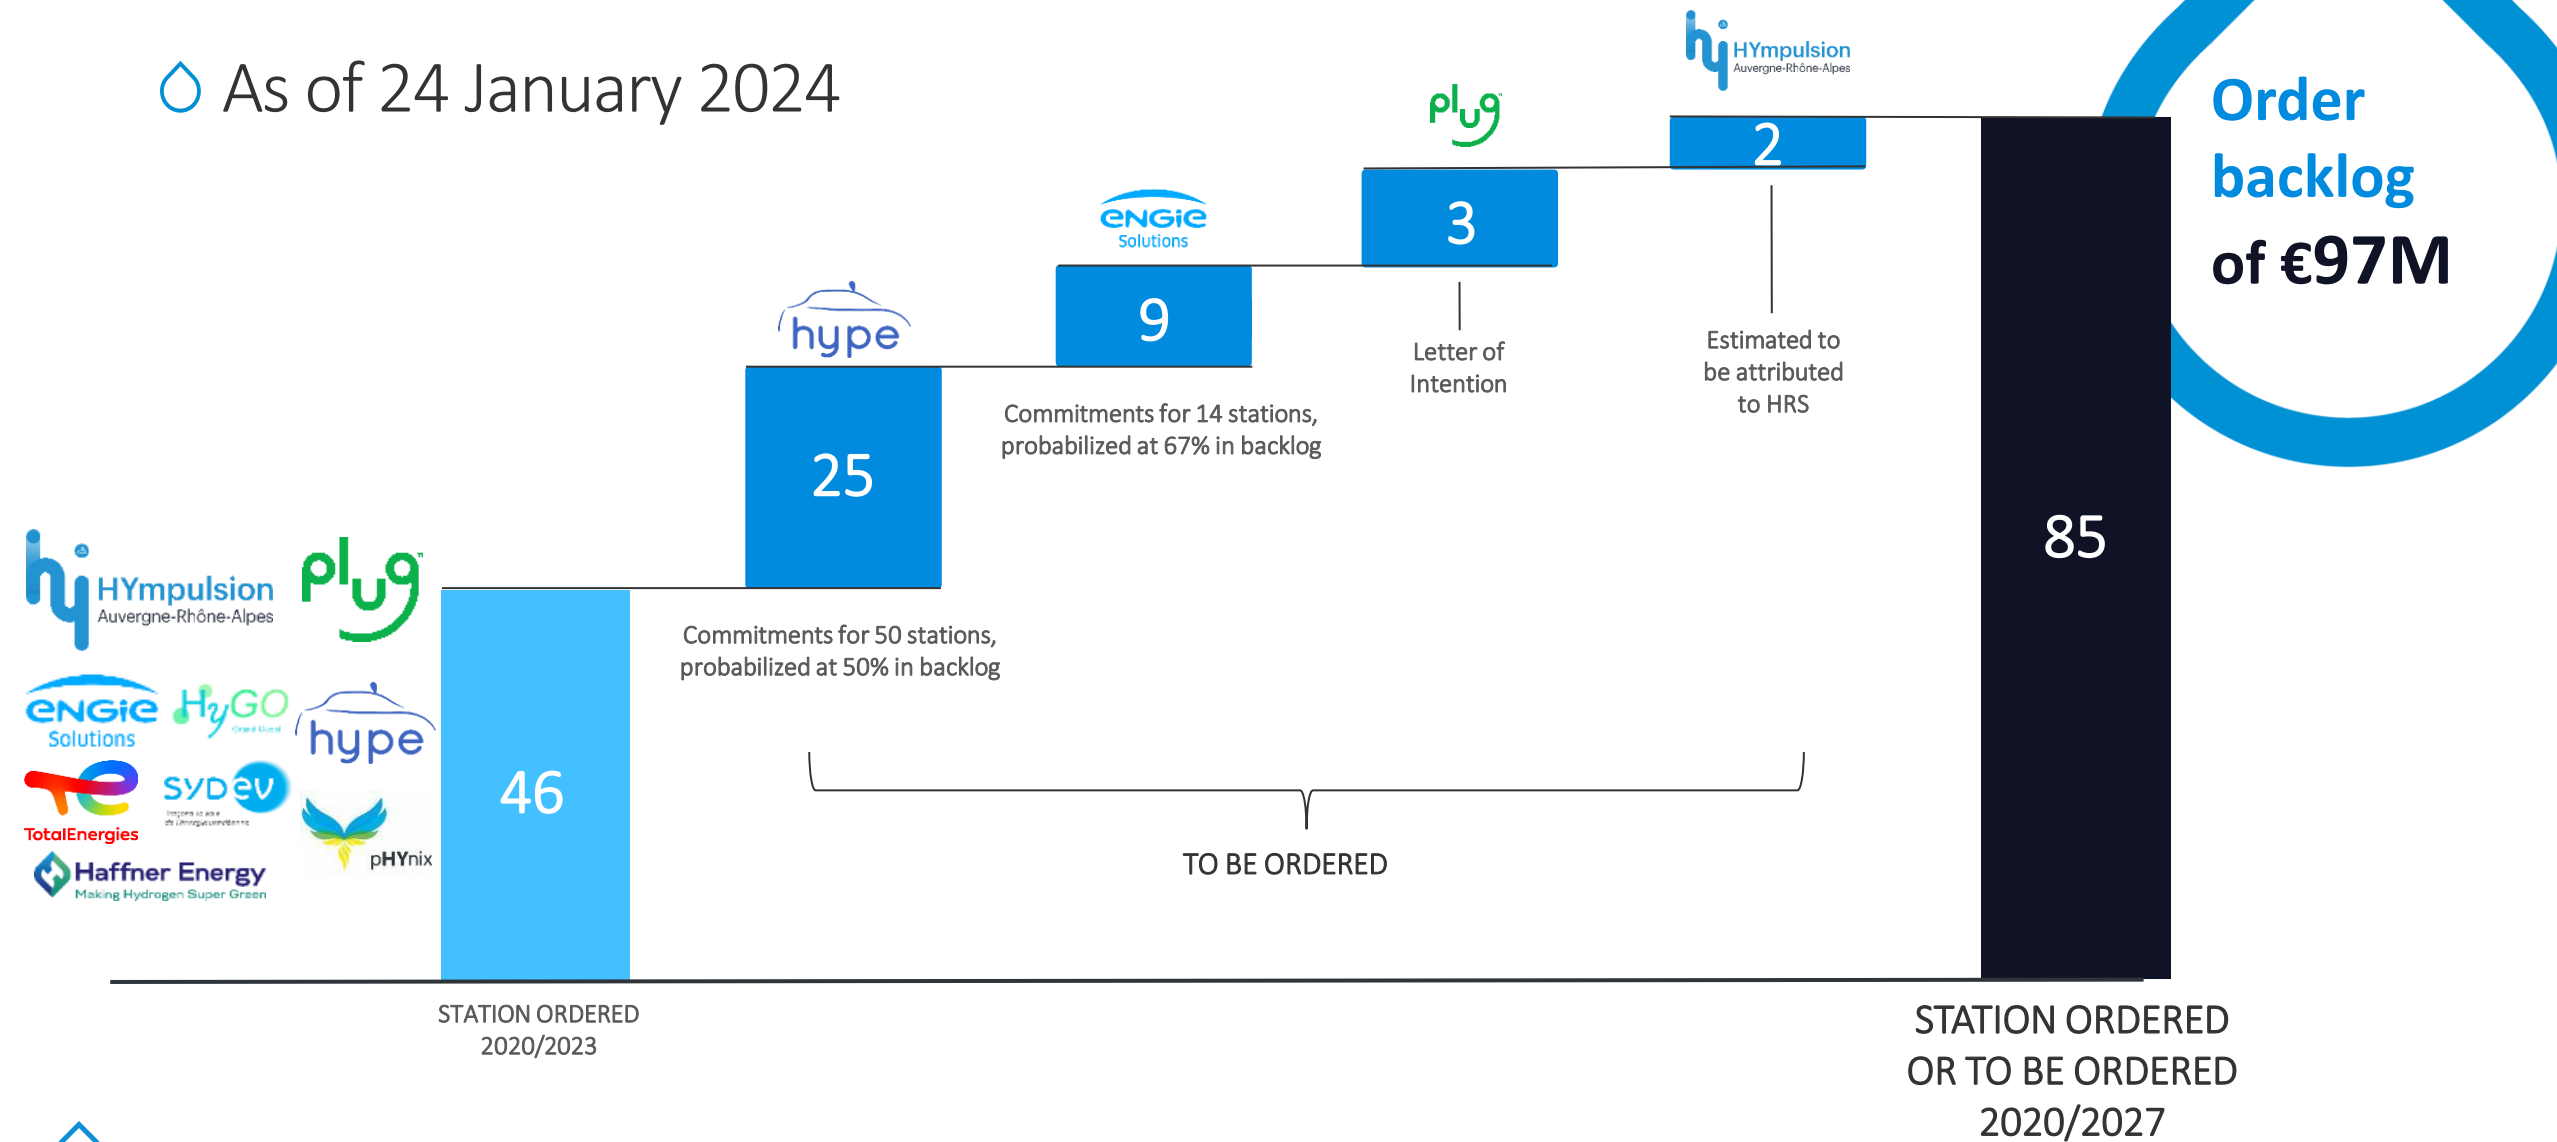 As of 24 January 2024
HYmpulsion
Auvergne-Rhône-Alpes
plug
Order
backlog
of €97M
2
ENGIE
Solutions
3
hype
9
Letter of
Intention
Estimated to
be attributed
to HRS
Commitments for 14 stations,
probabilized at 67% in backlog
25
85
HYmpulsion
Auvergne-Rhône-Alpes
plug
Commitments for 50 stations,
probabilized at 50% in backlog
ENGIE
Solutions
HyGO
hype
TotalEnergies
SYDEV
pHYnix
Haffner Energy
Making Hydrogen Super Green
46
TO BE ORDERED
STATION ORDERED
2020/2023
STATION ORDERED
OR TO BE ORDERED
2020/2027